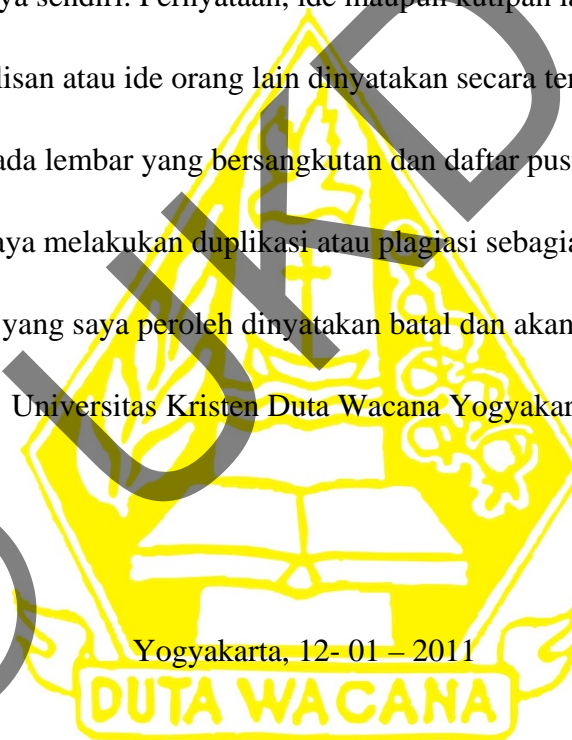 ya sendiri. Pernyataan, ide maupun kutipan la
lisan atau ide orang lain dinyatakan secara ter
ada lembar yang bersangkutan dan daftar pus
aya melakukan duplikasi atau plagiasi sebagia
yang saya peroleh dinyatakan batal dan akan
Universitas Kristen Duta Wacana Yogyakar
Yogyakarta, 12- 01 – 2011
DUTA WACANA
UKD